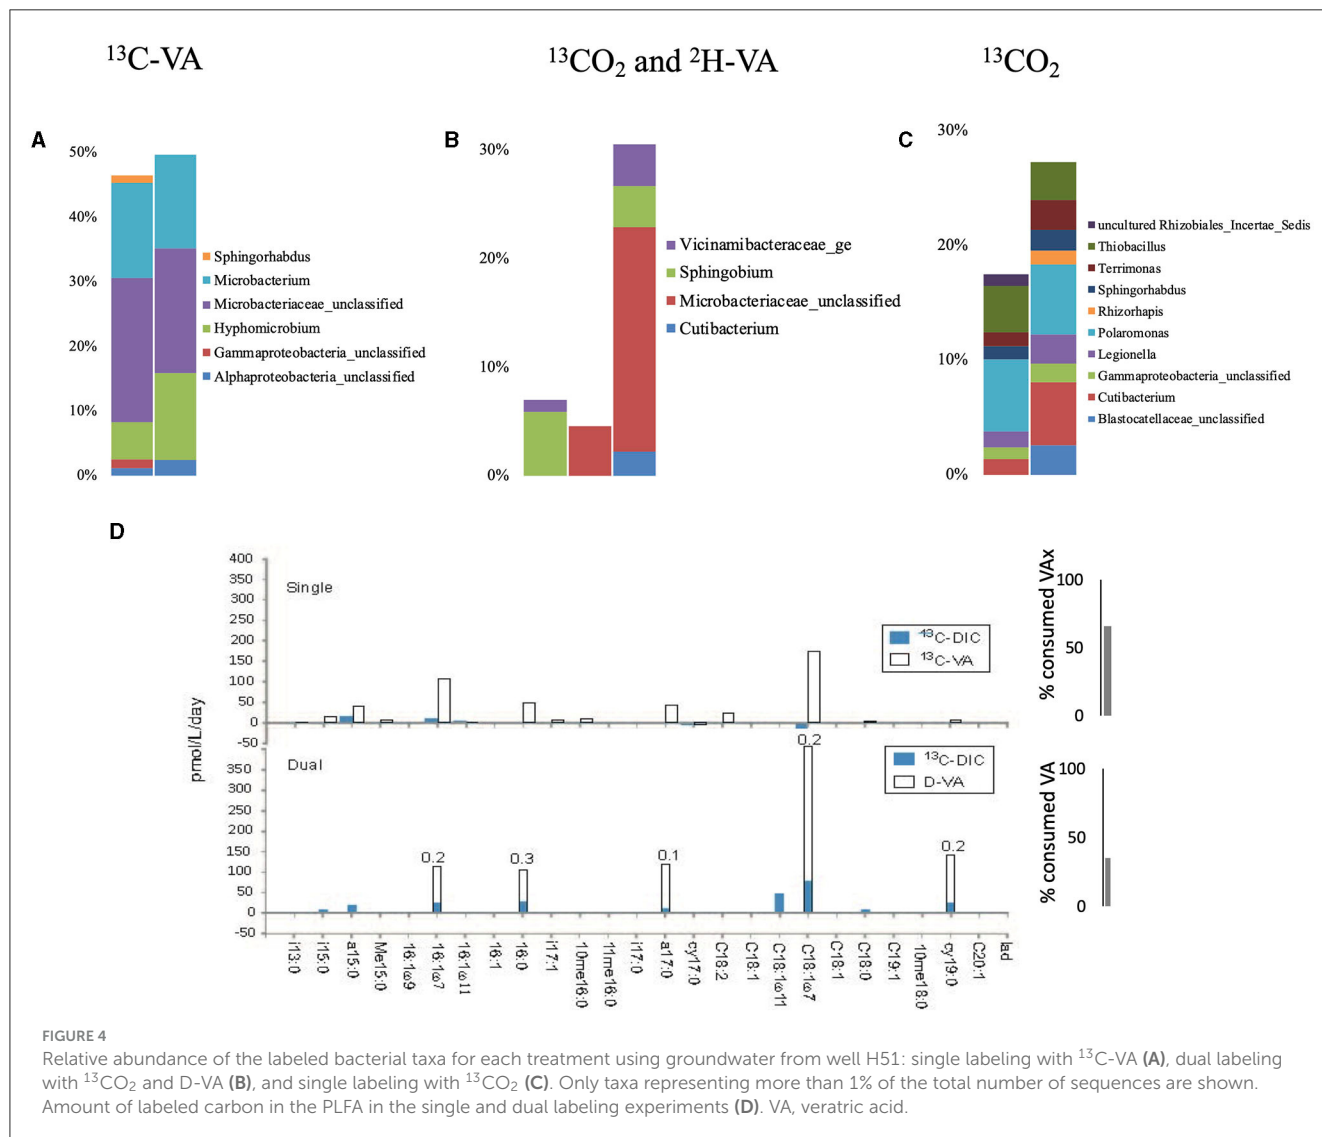 ¹³C-VA
¹³CO₂ and ²H-VA
¹³CO₂
A
50%
40%
30%
20%
10%
0%
Sphingorhabdus
Microbacterium
Microbacteriaceae_unclassified
Hyphomicrobium
Gammaproteobacteria_unclassified
Alphaproteobacteria_unclassified
B
30%
20%
10%
0%
Vicinamibacteraceae_ge
Sphingobium
Microbacteriaceae_unclassified
Cutibacterium
C
30%
20%
10%
0%
uncultured Rhizobiales_Incertae_Sedis
Thiobacillus
Terrimonas
Sphingorhabdus
Rhizorhapis
Polaromonas
Legionella
Gammaproteobacteria_unclassified
Cutibacterium
Blastocatellaceae_unclassified
D
pmol/L/day
400
350
300
250
200
150
100
50
0
-50
Single
¹³C-DIC
¹³C-VA
% consumed VAx
100
50
0
350
300
250
200
150
100
50
0
-50
Dual
0.2
0.3
0.1
0.2
0.2
¹³C-DIC
D-VA
% consumed VA
100
50
0
i13:0
i15:0
a15:0
Me15:0
16:1ω9
16:1ω7
16:1ω11
16:1
16:0
i17:1
10me16:0
11me16:0
i17:0
a17:0
cy17:0
C18:2
C18:1
C18:1ω11
C18:1ω7
C18:1
C18:0
C19:1
10me18:0
cy19:0
C20:1
lad
FIGURE 4
Relative abundance of the labeled bacterial taxa for each treatment using groundwater from well H51: single labeling with ¹³C-VA (A), dual labeling
with ¹³CO₂ and D-VA (B), and single labeling with ¹³CO₂ (C). Only taxa representing more than 1% of the total number of sequences are shown.
Amount of labeled carbon in the PLFA in the single and dual labeling experiments (D). VA, veratric acid.